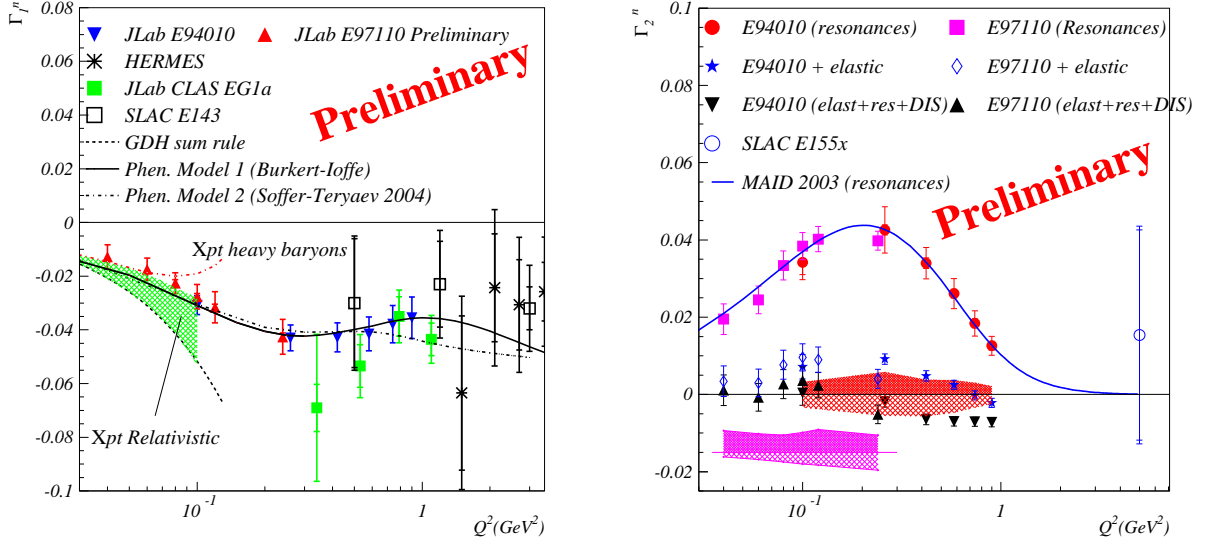 Γ₁ⁿ
0.08
0.06
0.04
0.02
0
-0.02
-0.04
-0.06
-0.08
-0.1
JLab E94010
JLab E97110 Preliminary
HERMES
JLab CLAS EG1a
SLAC E143
GDH sum rule
Phen. Model 1 (Burkert-Ioffe)
Phen. Model 2 (Soffer-Teryaev 2004)
Preliminary
Xpt heavy baryons
Xpt Relativistic
10⁻¹
1
Q²(GeV²)
Γ₂ⁿ
0.1
0.08
0.06
0.04
0.02
0
-0.02
E94010 (resonances)
E97110 (Resonances)
E94010 + elastic
E97110 + elastic
E94010 (elast+res+DIS)
E97110 (elast+res+DIS)
SLAC E155x
MAID 2003 (resonances)
Preliminary
10⁻¹
1
Q²(GeV²)